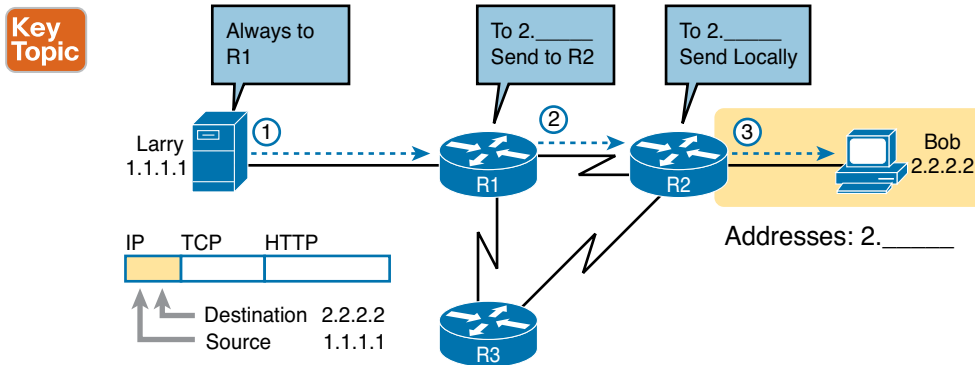 Key
Topic
Always to
R1
To 2._____
Send to R2
To 2._____
Send Locally
1
2
3
Larry
1.1.1.1
R1
R2
Bob
2.2.2.2
Addresses: 2._____
IP TCP HTTP
Destination 2.2.2.2
Source 1.1.1.1
R3